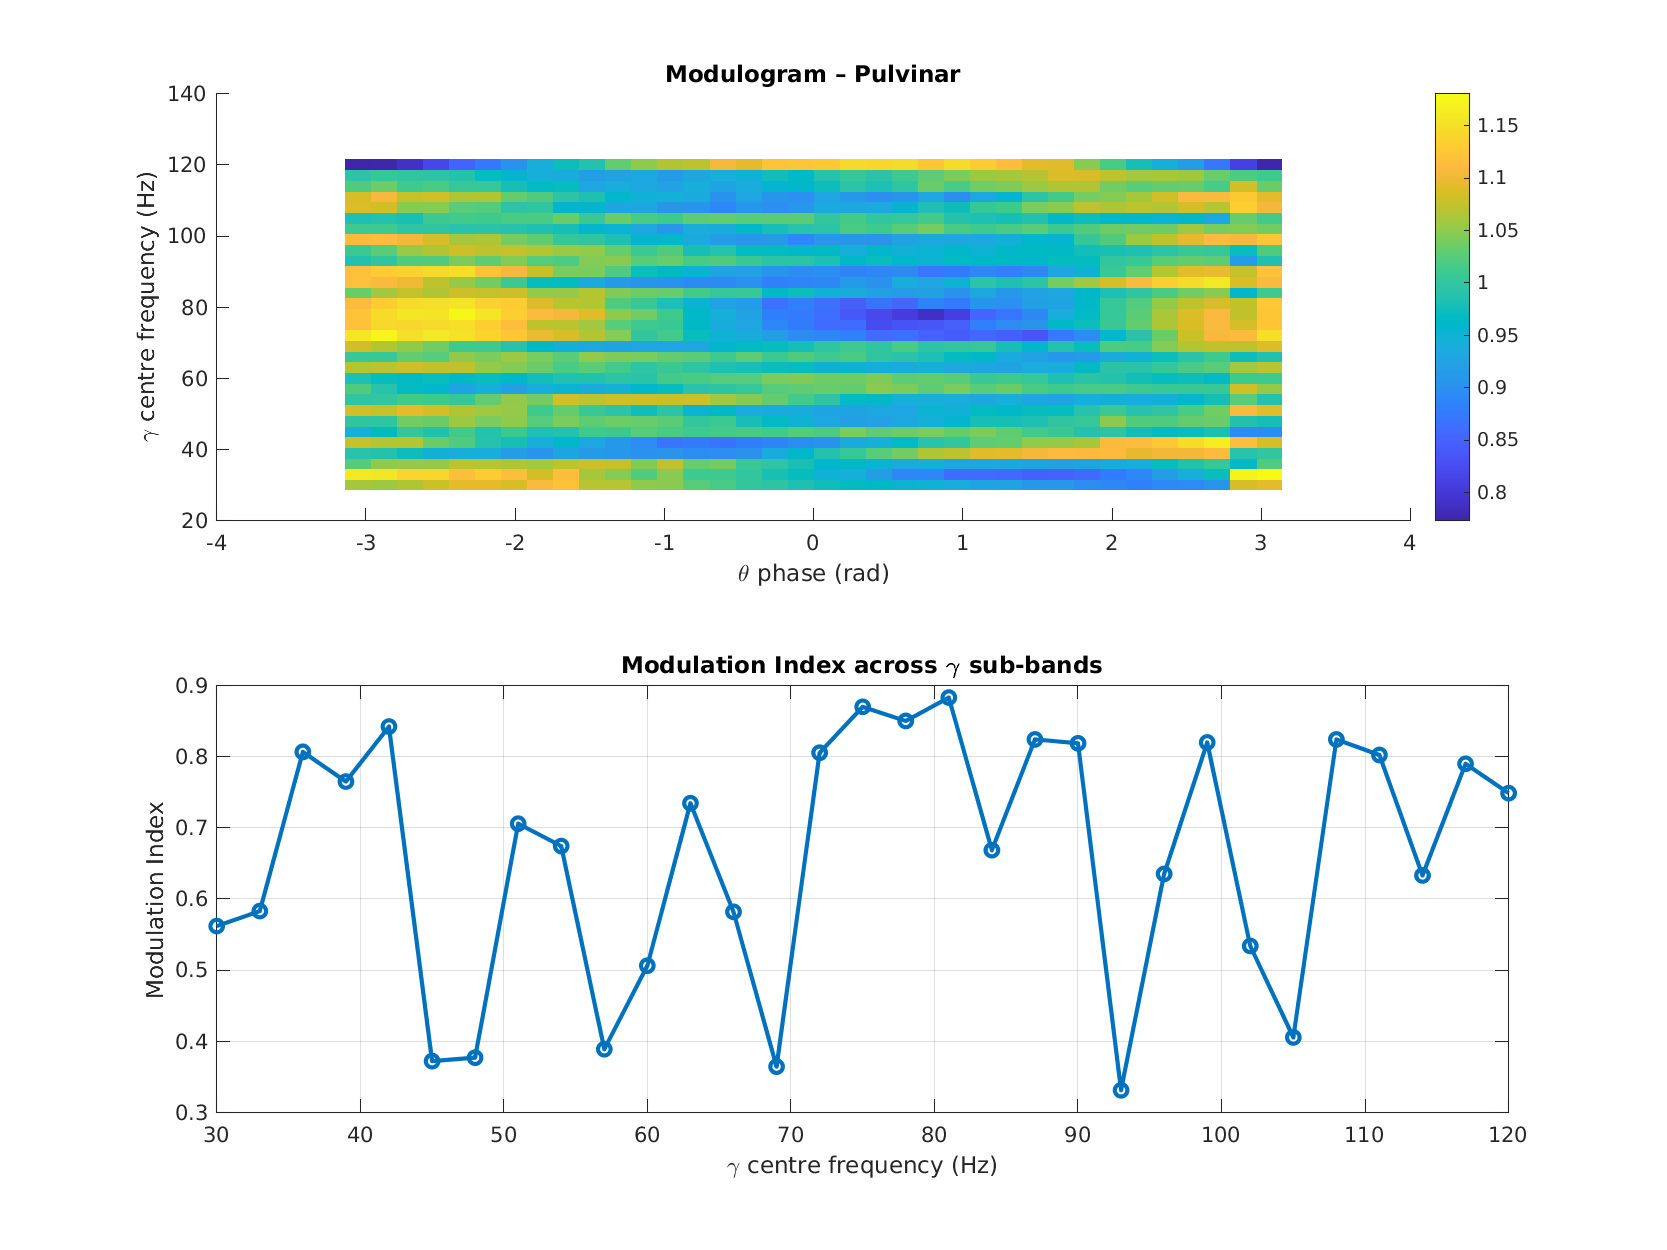 Modulogram – Pulvinar
140
120
100
80
60
40
20
γ centre frequency (Hz)
-4 -3 -2 -1 0 1 2 3 4
θ phase (rad)
1.15
1.1
1.05
1
0.95
0.9
0.85
0.8
Modulation Index across γ sub-bands
0.9
0.8
0.7
0.6
0.5
0.4
0.3
Modulation Index
30 40 50 60 70 80 90 100 110 120
γ centre frequency (Hz)